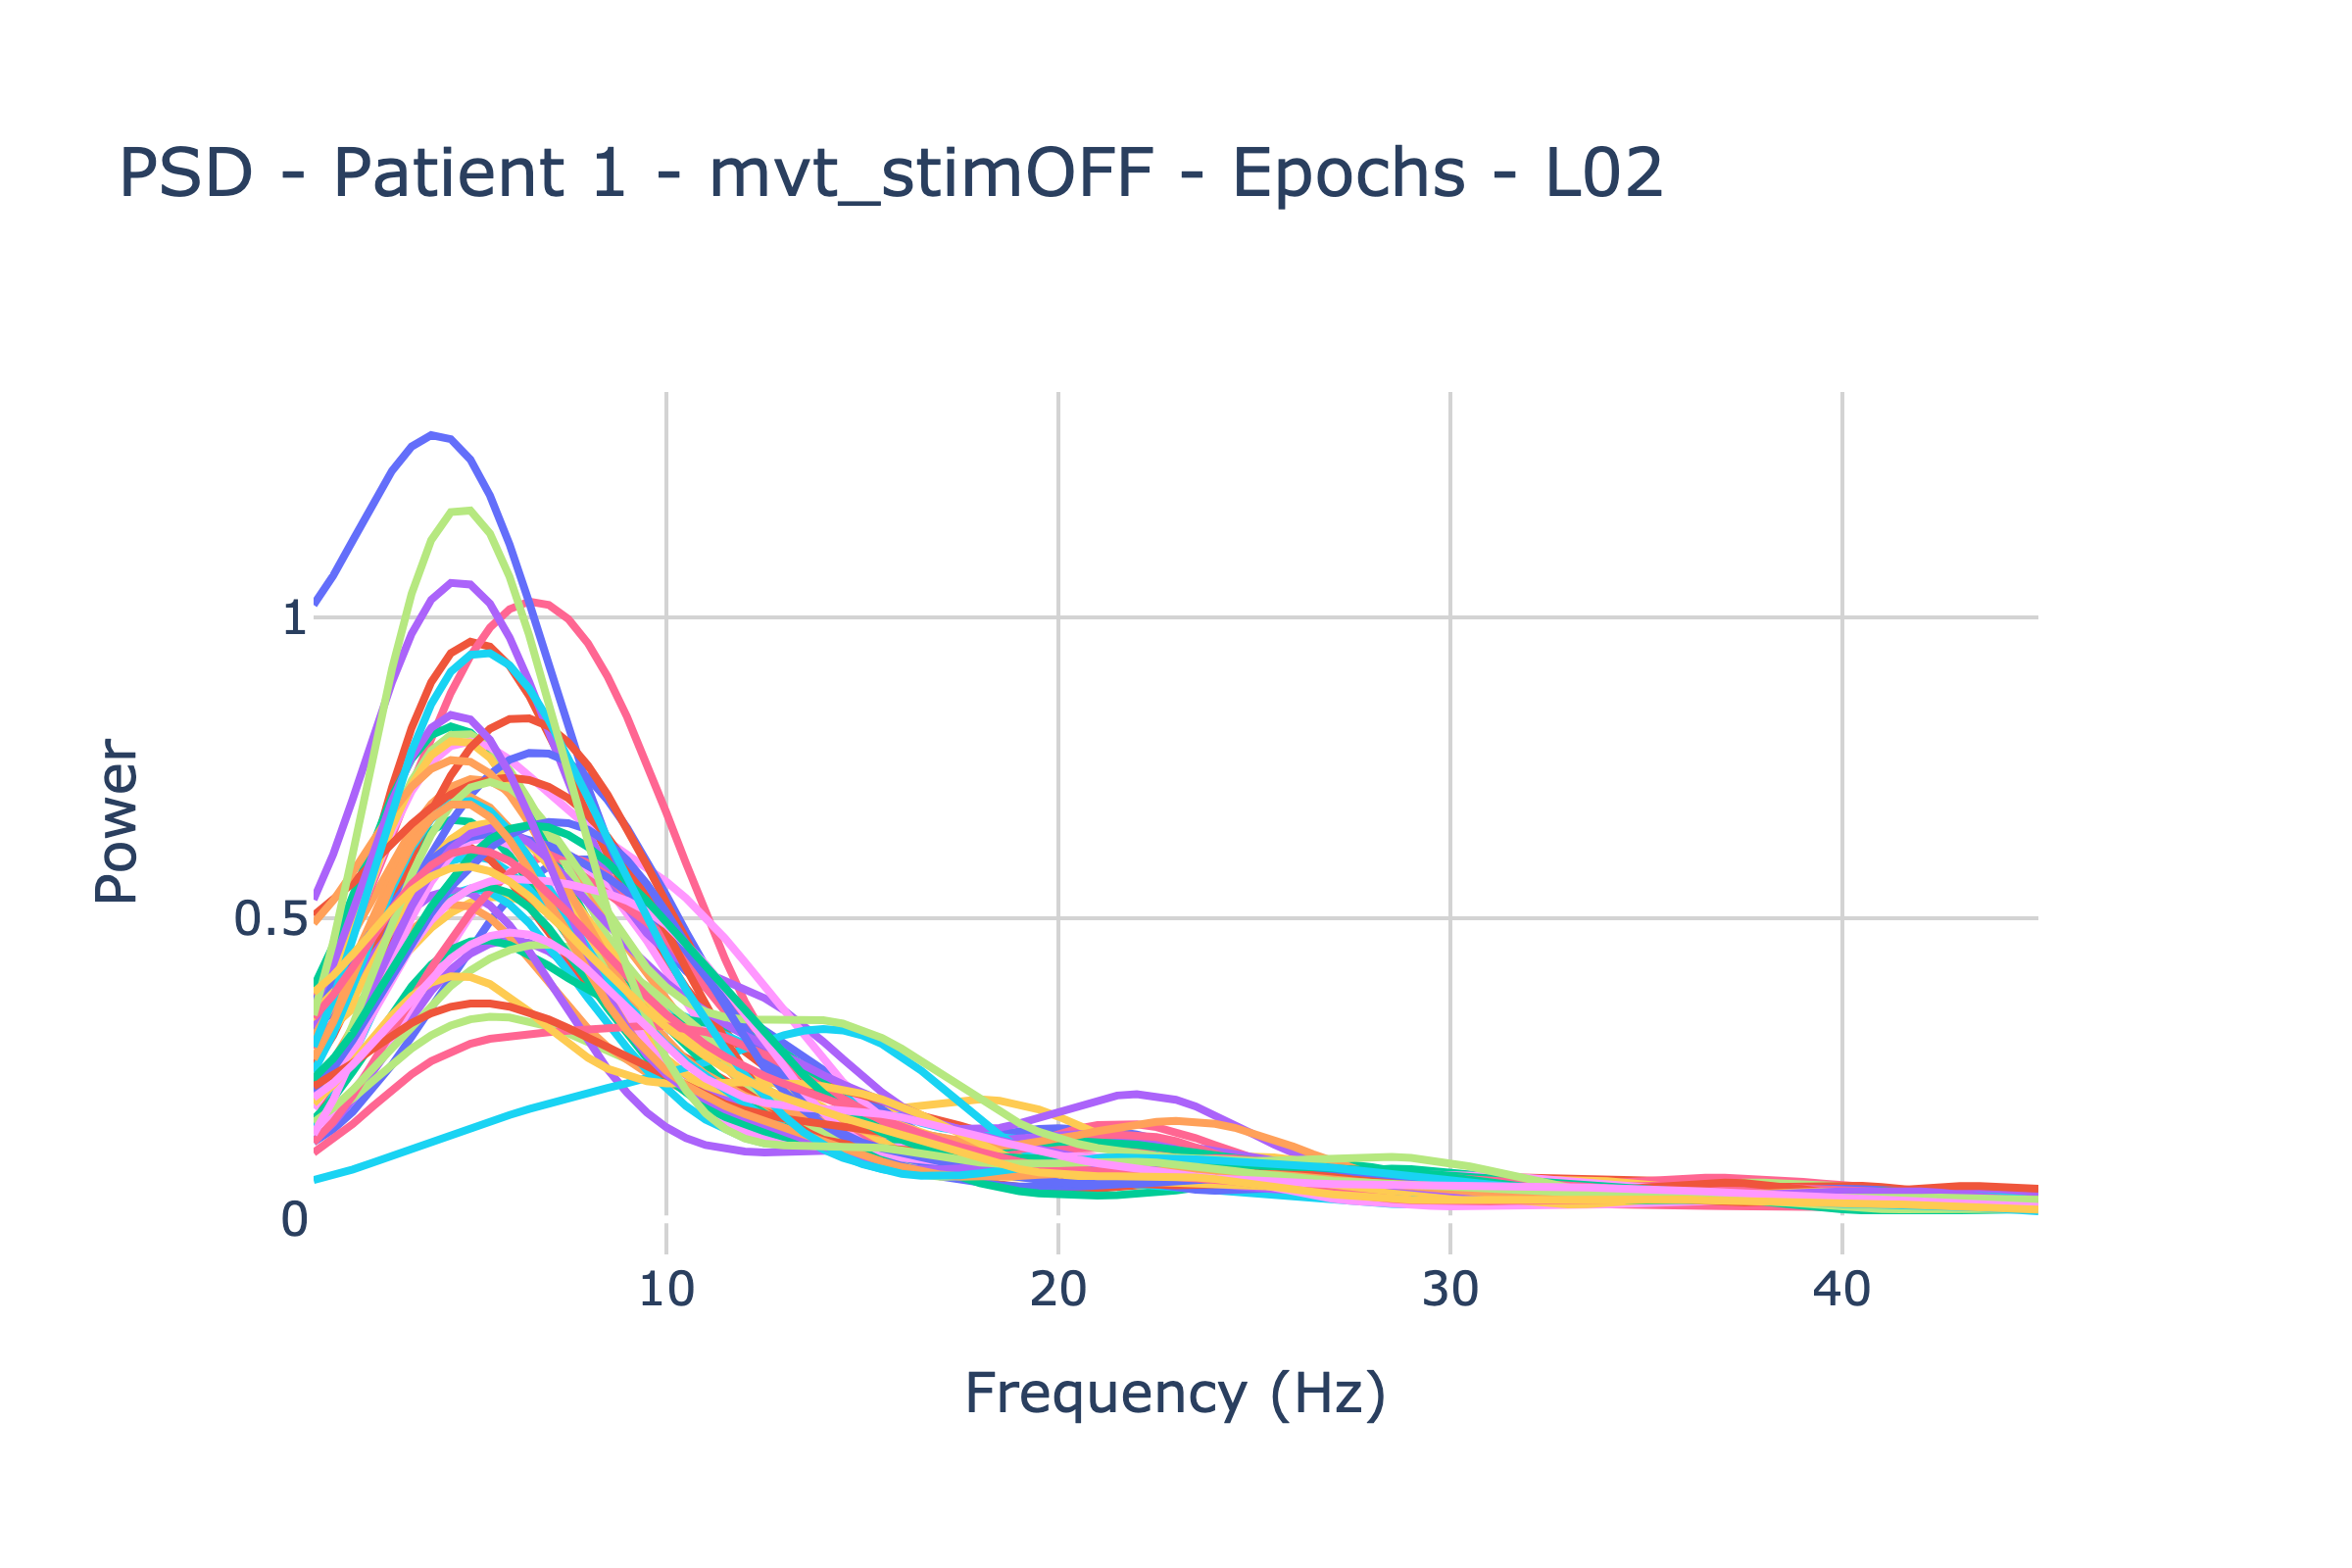 PSD - Patient 1 - mvt_stimOFF - Epochs - L02
1
0.5
0
Power
10 20 30 40
Frequency (Hz)